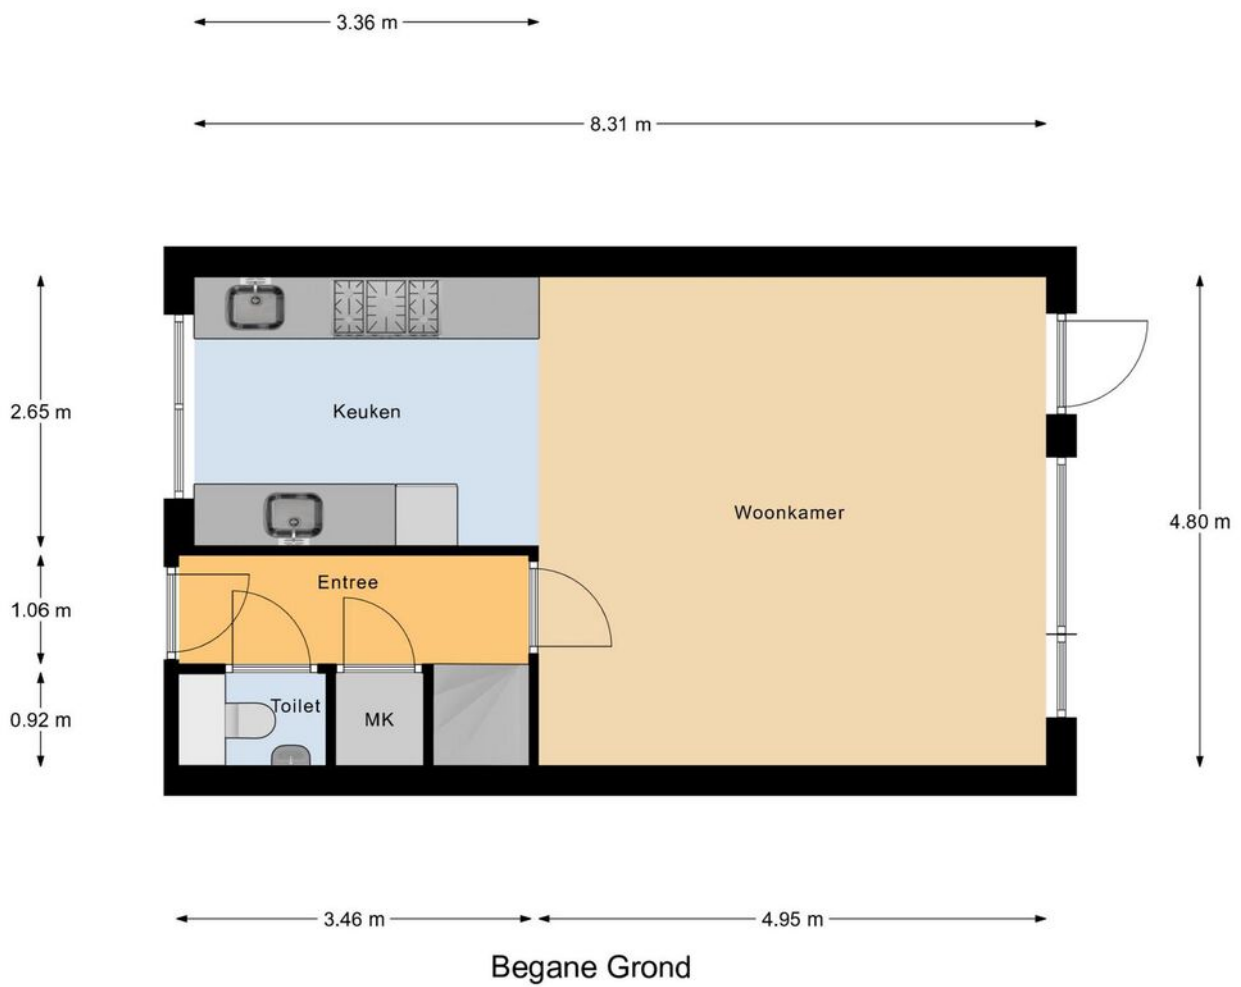 3.36 m
8.31 m
2.65 m
Keuken
Woonkamer
4.80 m
Entree
1.06 m
Toilet
MK
0.92 m
3.46 m
4.95 m
Begane Grond